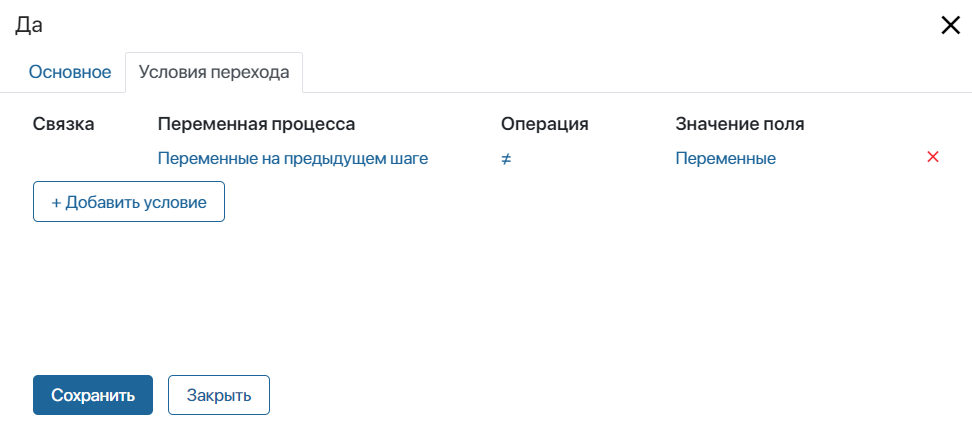 Да
Основное Условия перехода
Связка Переменная процесса Операция Значение поля
Переменные на предыдущем шаге ≠ Переменные
+ Добавить условие
Сохранить Закрыть